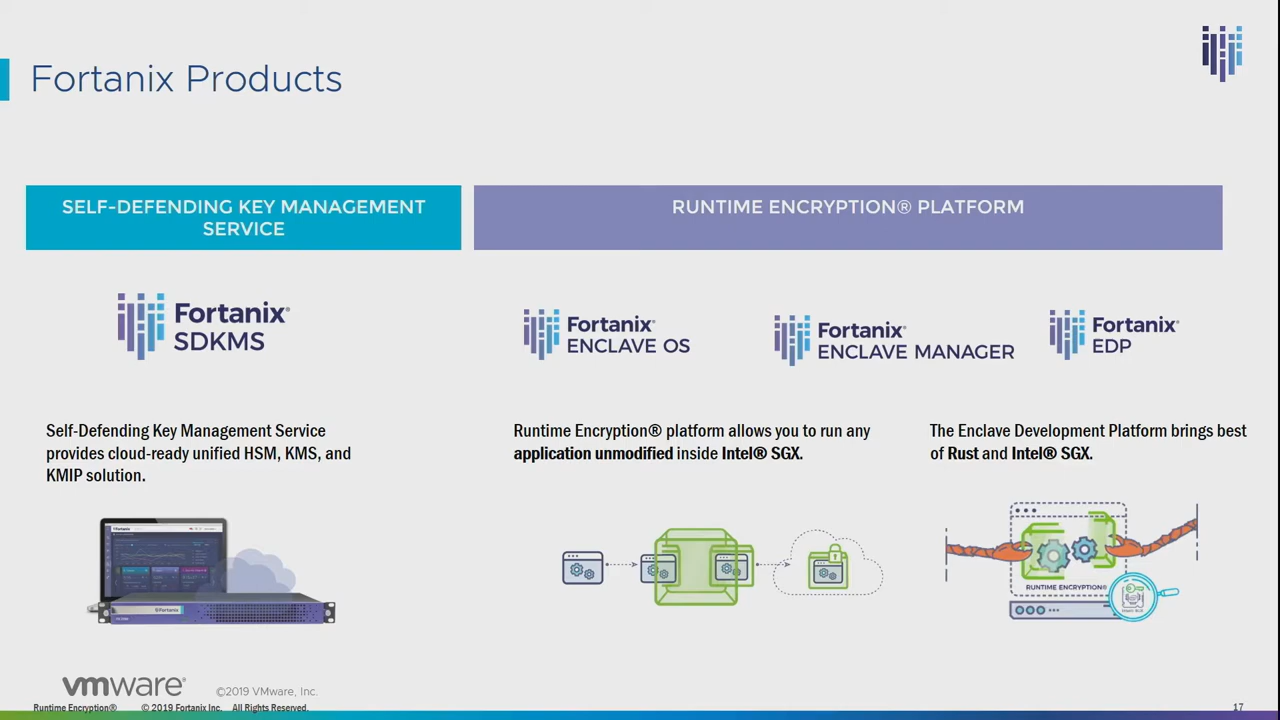 Fortanix Products
SELF-DEFENDING KEY MANAGEMENT
SERVICE
RUNTIME ENCRYPTION® PLATFORM
Fortanix®
SDKMS
Fortanix®
ENCLAVE OS
Fortanix®
ENCLAVE MANAGER
Fortanix®
EDP
Self-Defending Key Management Service
provides cloud-ready unified HSM, KMS, and
KMIP solution.
Runtime Encryption® platform allows you to run any
application unmodified inside Intel® SGX.
The Enclave Development Platform brings best
of Rust and Intel® SGX.
Fortanix
Fortanix
RUNTIME ENCRYPTION®
vmware®
©2019 VMware, Inc.
Runtime Encryption® © 2019 Fortanix Inc. All Rights Reserved.
17